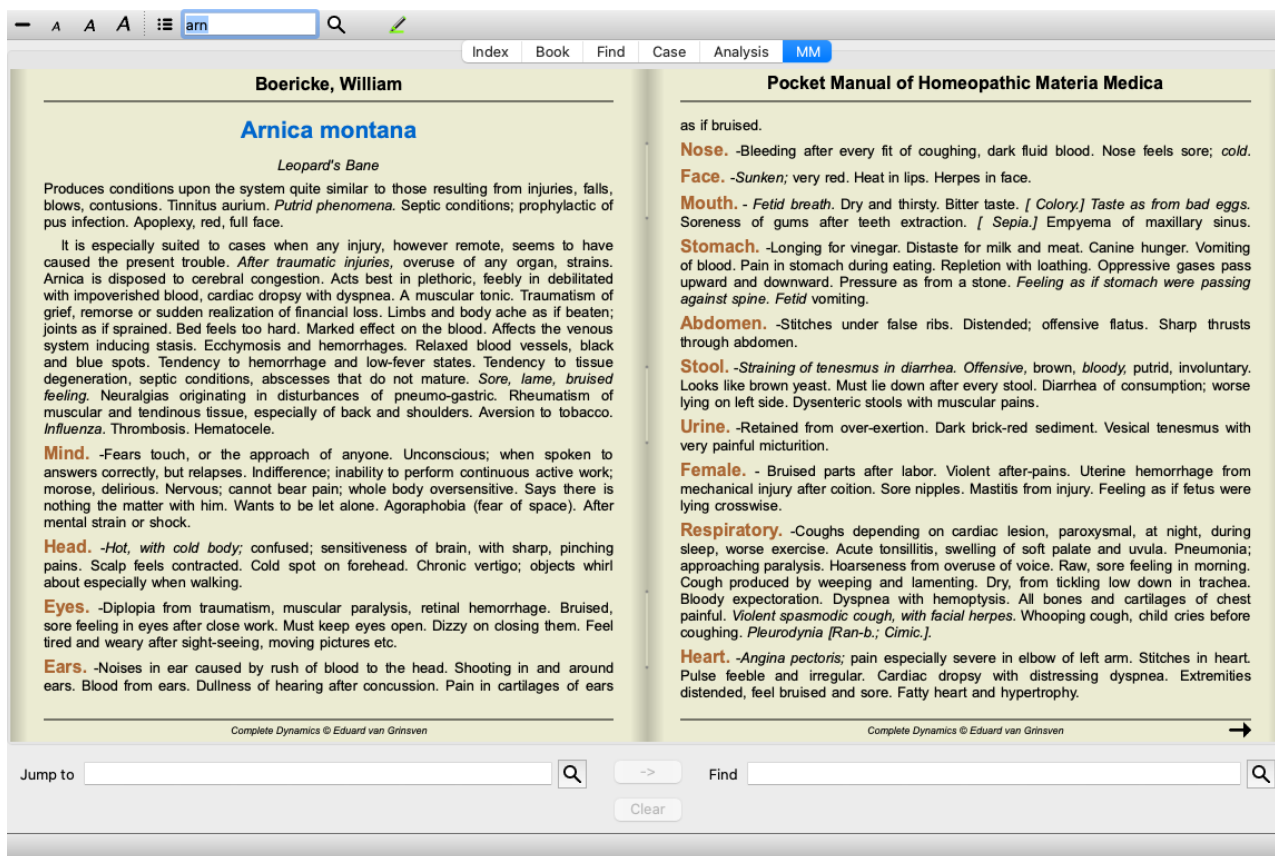 A A A arn
Index Book Find Case Analysis MM
Boericke, William
Arnica montana
Leopard's Bane
Produces conditions upon the system quite similar to those resulting from injuries, falls,
blows, contusions. Tinnitus aurium. Putrid phenomena. Septic conditions; prophylactic of
pus infection. Apoplexy, red, full face.
It is especially suited to cases when any injury, however remote, seems to have
caused the present trouble. After traumatic injuries, overuse of any organ, strains.
Arnica is disposed to cerebral congestion. Acts best in plethoric, feebly in debilitated
with impoverished blood, cardiac dropsy with dyspnea. A muscular tonic. Traumatism of
grief, remorse or sudden realization of financial loss. Limbs and body ache as if beaten;
joints as if sprained. Bed feels too hard. Marked effect on the blood. Affects the venous
system inducing stasis. Ecchymosis and hemorrhages. Relaxed blood vessels, black
and blue spots. Tendency to hemorrhage and low-fever states. Tendency to tissue
degeneration, septic conditions, abscesses that do not mature. Sore, lame, bruised
feeling. Neuralgias originating in disturbances of pneumo-gastric. Rheumatism of
muscular and tendinous tissue, especially of back and shoulders. Aversion to tobacco.
Influenza. Thrombosis. Hematocele.
Mind. -Fears touch, or the approach of anyone. Unconscious; when spoken to
answers correctly, but relapses. Indifference; inability to perform continuous active work;
morose, delirious. Nervous; cannot bear pain; whole body oversensitive. Says there is
nothing the matter with him. Wants to be let alone. Agoraphobia (fear of space). After
mental strain or shock.
Head. -Hot, with cold body; confused; sensitiveness of brain, with sharp, pinching
pains. Scalp feels contracted. Cold spot on forehead. Chronic vertigo; objects whirl
about especially when walking.
Eyes. -Diplopia from traumatism, muscular paralysis, retinal hemorrhage. Bruised,
sore feeling in eyes after close work. Must keep eyes open. Dizzy on closing them. Feel
tired and weary after sight-seeing, moving pictures etc.
Ears. -Noises in ear caused by rush of blood to the head. Shooting in and around
ears. Blood from ears. Dullness of hearing after concussion. Pain in cartilages of ears
Complete Dynamics © Eduard van Grinsven
Pocket Manual of Homeopathic Materia Medica
as if bruised.
Nose. -Bleeding after every fit of coughing, dark fluid blood. Nose feels sore; cold.
Face. -Sunken; very red. Heat in lips. Herpes in face.
Mouth. - Fetid breath. Dry and thirsty. Bitter taste. [ Colory.] Taste as from bad eggs.
Soreness of gums after teeth extraction. [ Sepia.] Empyema of maxillary sinus.
Stomach. -Longing for vinegar. Distaste for milk and meat. Canine hunger. Vomiting
of blood. Pain in stomach during eating. Repletion with loathing. Oppressive gases pass
upward and downward. Pressure as from a stone. Feeling as if stomach were passing
against spine. Fetid vomiting.
Abdomen. -Stitches under false ribs. Distended; offensive flatus. Sharp thrusts
through abdomen.
Stool. -Straining of tenesmus in diarrhea. Offensive, brown, bloody, putrid, involuntary.
Looks like brown yeast. Must lie down after every stool. Diarrhea of consumption; worse
lying on left side. Dysenteric stools with muscular pains.
Urine. -Retained from over-exertion. Dark brick-red sediment. Vesical tenesmus with
very painful micturition.
Female. - Bruised parts after labor. Violent after-pains. Uterine hemorrhage from
mechanical injury after coition. Sore nipples. Mastitis from injury. Feeling as if fetus were
lying crosswise.
Respiratory. -Coughs depending on cardiac lesion, paroxysmal, at night, during
sleep, worse exercise. Acute tonsillitis, swelling of soft palate and uvula. Pneumonia;
approaching paralysis. Hoarseness from overuse of voice. Raw, sore feeling in morning.
Cough produced by weeping and lamenting. Dry, from tickling low down in trachea.
Bloody expectoration. Dyspnea with hemoptysis. All bones and cartilages of chest
painful. Violent spasmodic cough, with facial herpes. Whooping cough, child cries before
coughing. Pleurodynia [Ran-b.; Cimic.].
Heart. -Angina pectoris; pain especially severe in elbow of left arm. Stitches in heart.
Pulse feeble and irregular. Cardiac dropsy with distressing dyspnea. Extremities
distended, feel bruised and sore. Fatty heart and hypertrophy.
Complete Dynamics © Eduard van Grinsven
Jump to -> Find
Clear